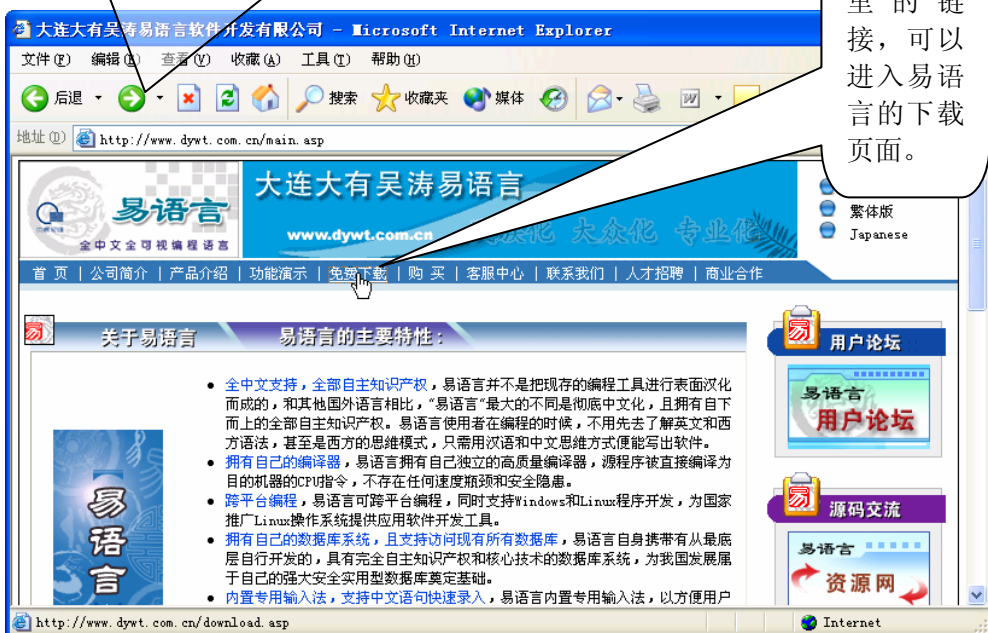 里的链
接，可以
进入易语
言的下载
页面。
大连大有吴涛易语言软件开发有限公司 - Microsoft Internet Explorer
文件(F) 编辑(E) 查看(V) 收藏(A) 工具(T) 帮助(H)
后退 搜索 收藏夹 媒体
地址(D) http://www.dywt.com.cn/main.asp
易语言
全中文全可视编程语言
大连大有吴涛易语言
www.dywt.com.cn
大众化 专业化
繁体版
Japanese
首 页 | 公司简介 | 产品介绍 | 功能演示 | 免费下载 | 购 买 | 客服中心 | 联系我们 | 人才招聘 | 商业合作
易
关于易语言 易语言的主要特性：
● 全中文支持，全部自主知识产权，易语言并不是把现存的编程工具进行表面汉化
而成的，和其他国外语言相比，“易语言“最大的不同是彻底中文化，且拥有自下
而上的全部自主知识产权。易语言使用者在编程的时候，不用先去了解英文和西
方语法，甚至是西方的思维模式，只需用汉语和中文思维方式便能写出软件。
● 拥有自己的编译器，易语言拥有自己独立的高质量编译器，源程序被直接编译为
目的机器的CPU指令，不存在任何速度瓶颈和安全隐患。
● 跨平台编程，易语言可跨平台编程，同时支持Windows和Linux程序开发，为国家
推广Linux操作系统提供应用软件开发工具。
● 拥有自己的数据库系统，且支持访问现有所有数据库，易语言自身携带有从最底
层自行开发的，具有完全自主知识产权和核心技术的数据库系统，为我国发展属
于自己的强大安全实用型数据库奠定基础。
● 内置专用输入法，支持中文语句快速录入，易语言内置专用输入法，以方便用户
易语言
易
用户论坛
易语言
用户论坛
易
源码交流
易语言
资源网
http://www.dywt.com.cn/download.asp Internet